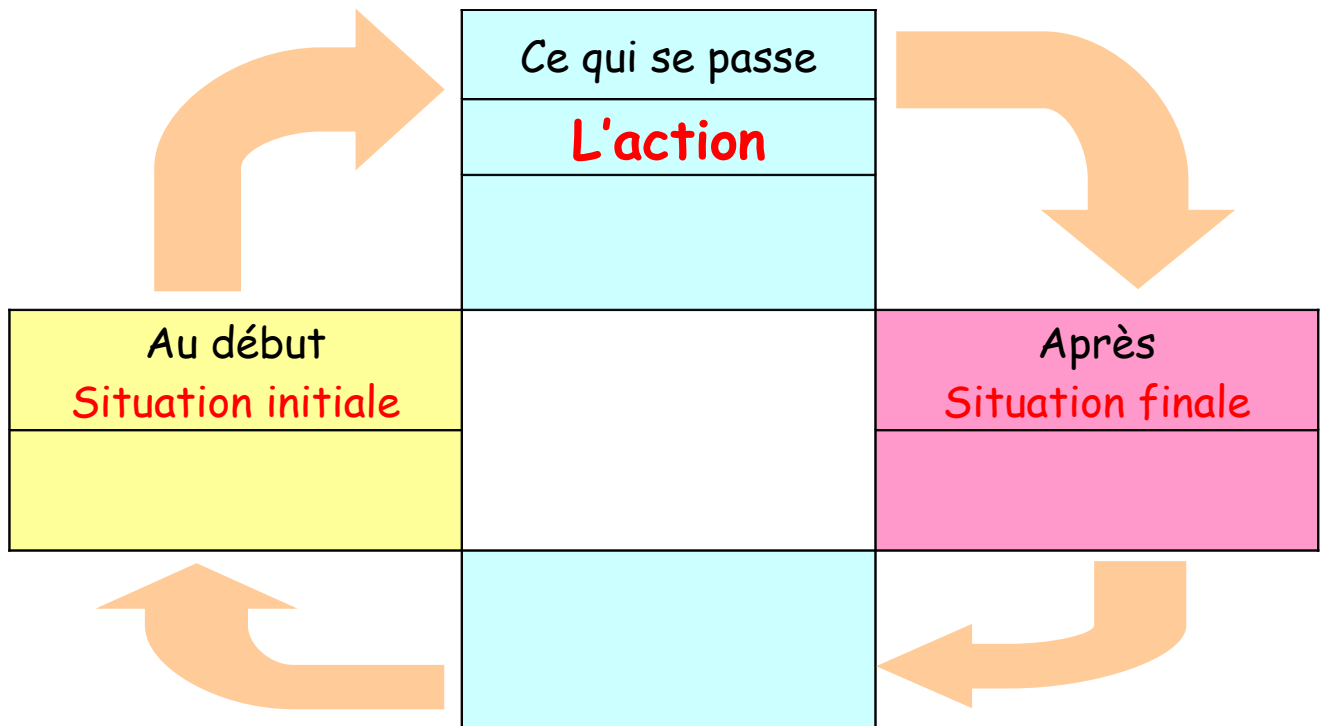 Ce qui se passe
L'action
Au début
Situation initiale
Après
Situation finale